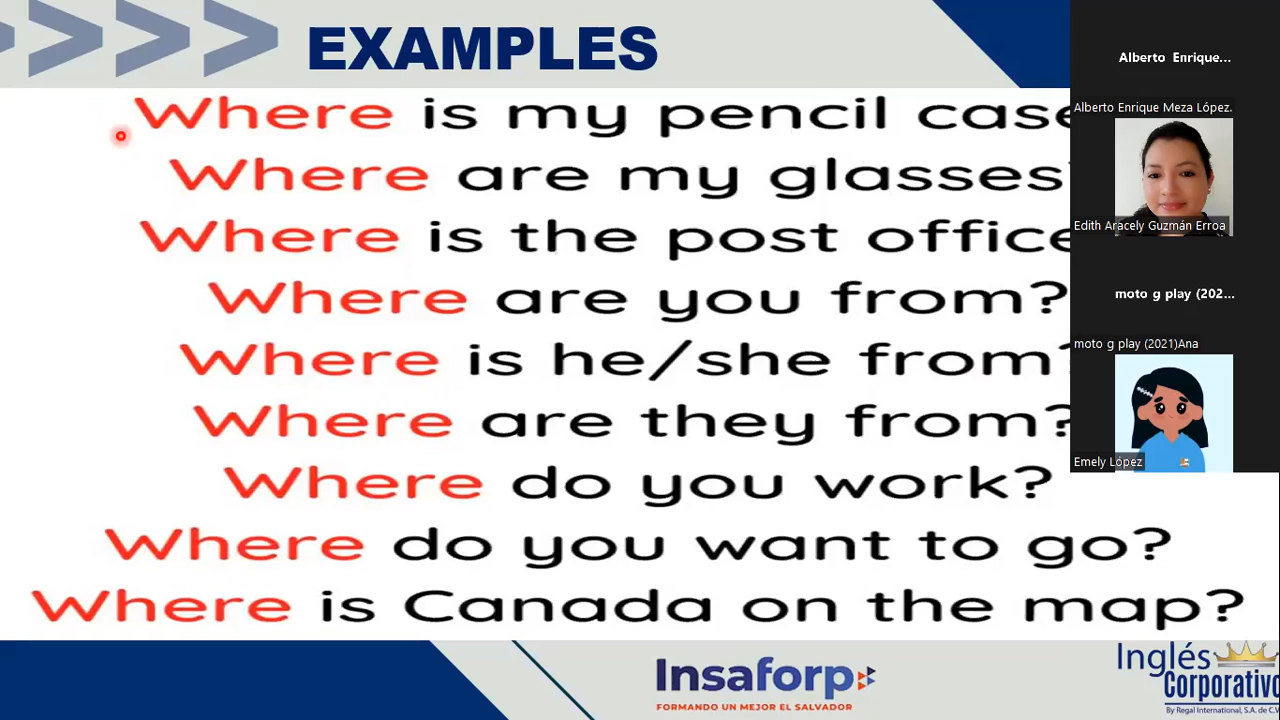 EXAMPLES
Where is my pencil case
Where are my glasses?
Where is the post office
Where are you from?
Where is he/she from?
Where are they from?
Where do you work?
Where do you want to go?
Where is Canada on the map?
Alberto Enrique...
Alberto Enrique Meza López.
Edith Aracely Guzmán Erroa
moto g play (202...
moto g play (2021)Ana
Emely López
Insaforp
FORMANDO UN MEJOR EL SALVADOR
Inglés
Corporativo
By Regal International, S.A. de C.V